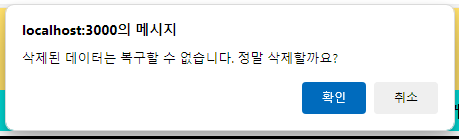 localhost:3000의 메시지
삭제된 데이터는 복구할 수 없습니다. 정말 삭제할까요?
확인 취소